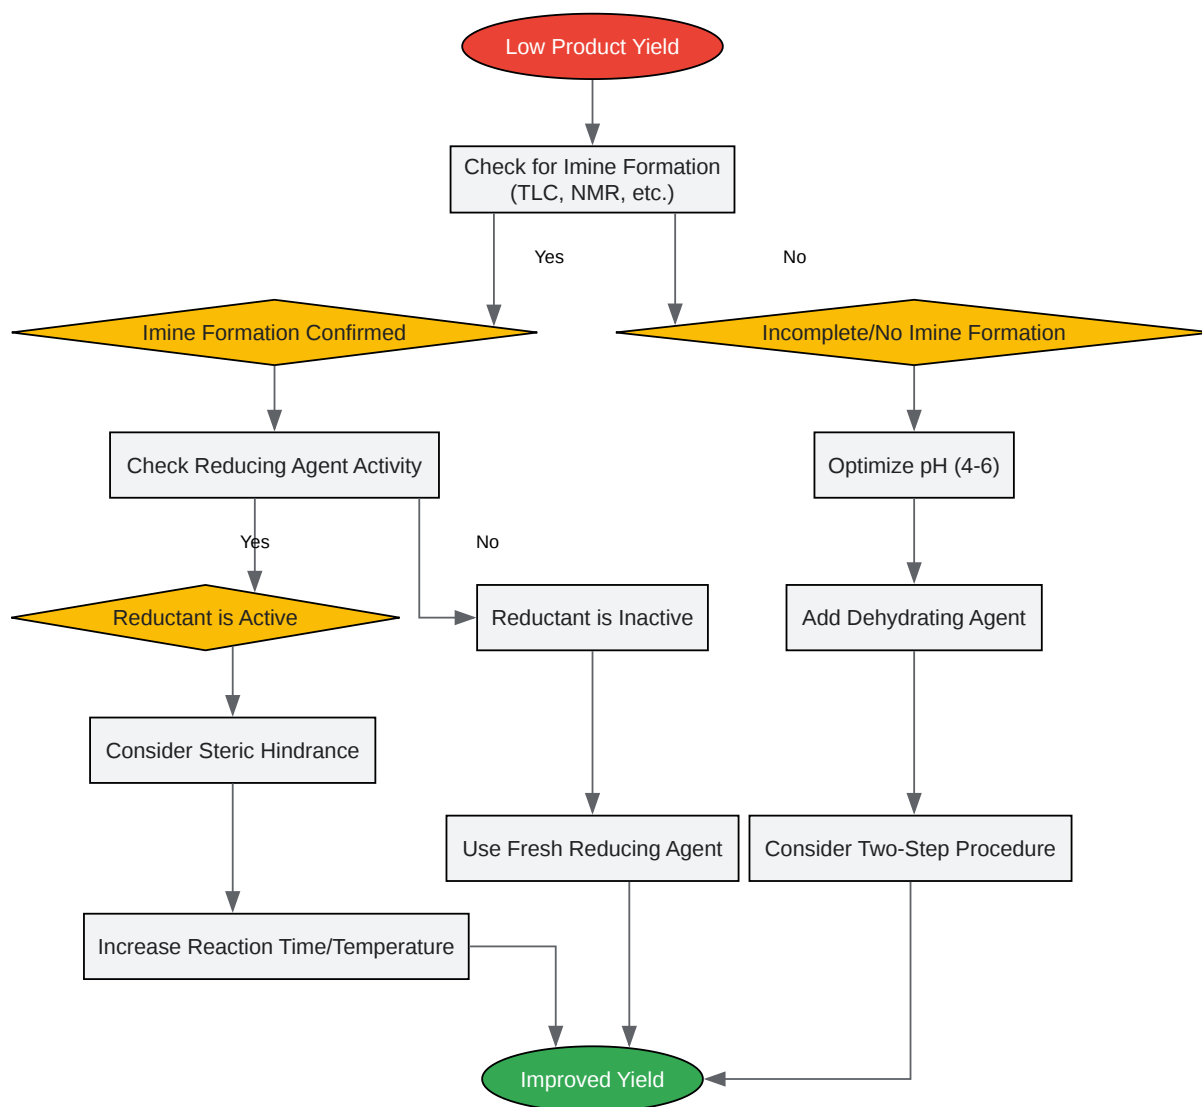 Low Product Yield
Check for Imine Formation
(TLC, NMR, etc.)
Yes
No
Imine Formation Confirmed
Incomplete/No Imine Formation
Check Reducing Agent Activity
Optimize pH (4-6)
Yes
No
Reductant is Active
Reductant is Inactive
Add Dehydrating Agent
Consider Steric Hindrance
Use Fresh Reducing Agent
Consider Two-Step Procedure
Increase Reaction Time/Temperature
Improved Yield